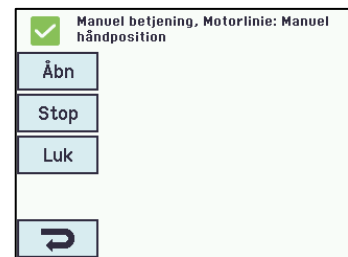 Manuel betjening, Motorlinie: Manuel
håndposition
Åbn
Stop
Luk